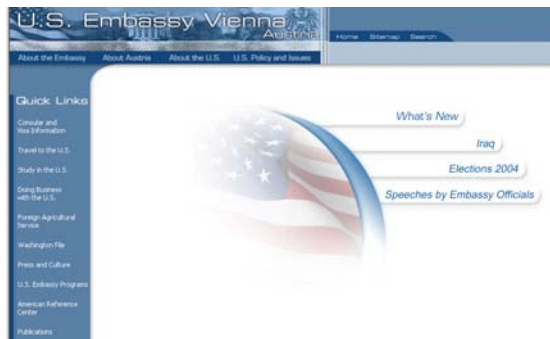 U.S. Embassy Vienna
Austria
Home Sitemap Search
About the Embassy About Austria About the U.S. U.S. Policy and Issues
Quick Links
Consular and
Visa Information
Travel to the U.S.
Study in the U.S.
Doing Business
with the U.S.
Foreign Agricultural
Service
Washington File
Press and Culture
U.S. Embassy Programs
American Reference
Center
Publications
What's New
Iraq
Elections 2004
Speeches by Embassy Officials